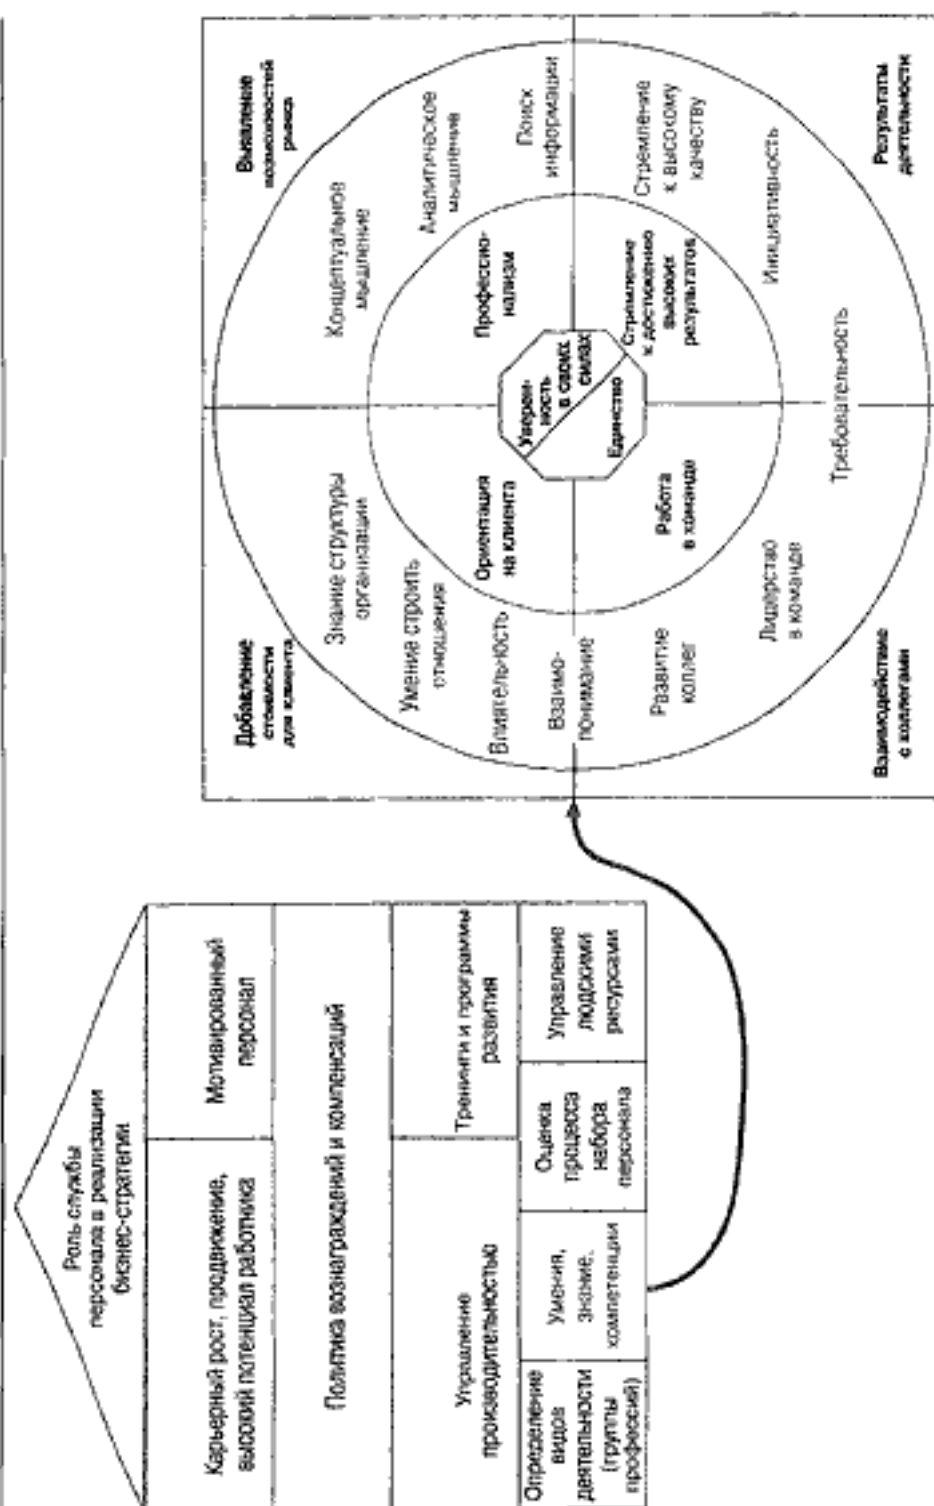 Роль службы
персонала в реализации
бизнес-стратегии
Карьерный рост, продвижение,
высокий потенциал работника
Мотивированный
персонал
Политика вознаграждений и компенсаций
Управление
производительностью
Тренинги и программы
развития
Определение
видов
деятельности
(группы
профессий)
Умения,
знание,
компетенции
Оценка
процесса
набора
персонала
Управление
людскими
ресурсами
Добавление
стоимости
для клиента
Выявление
возможностей
рынка
Знание структуры
организации
Концептуальное
мышление
Умение строить
отношения
Аналитическое
мышление
Влиятельность
Поиск
информации
Ориентация
на клиента
Профессио-
нализм
Уверен-
ность
в своих
силах
Единство
Взаимо-
понимание
Работа
в команде
Стремление
к достижению
высоких
результатов
Развитие
коллег
Стремление
к высокому
качеству
Лидерство
в команде
Инициативность
Требовательность
Взаимодействие
с коллегами
Результаты
деятельности